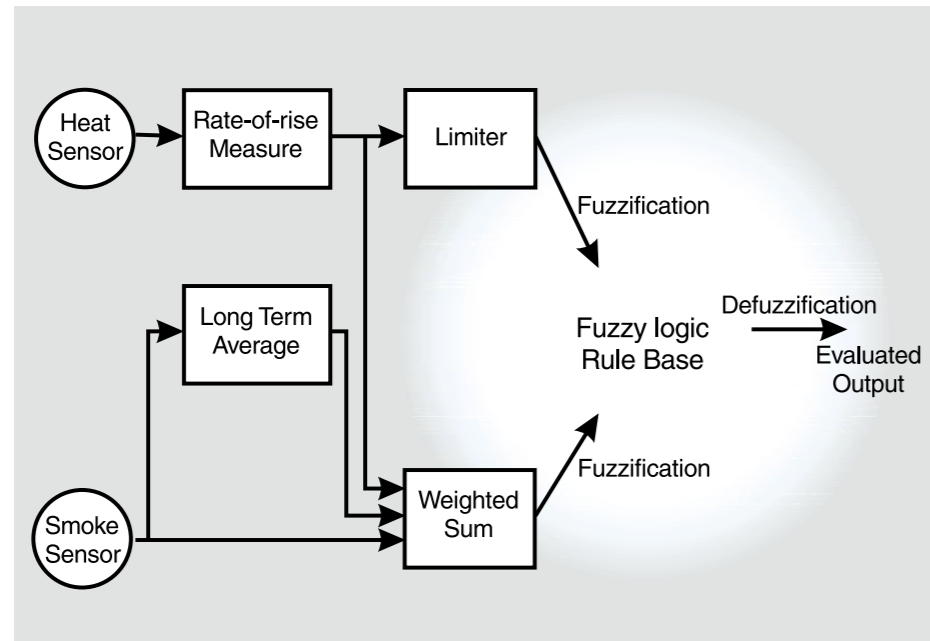 Heat
Sensor
Rate-of-rise
Measure
Limiter
Fuzzification
Long Term
Average
Fuzzy logic
Rule Base
Defuzzification
Evaluated
Output
Fuzzification
Weighted
Sum
Smoke
Sensor